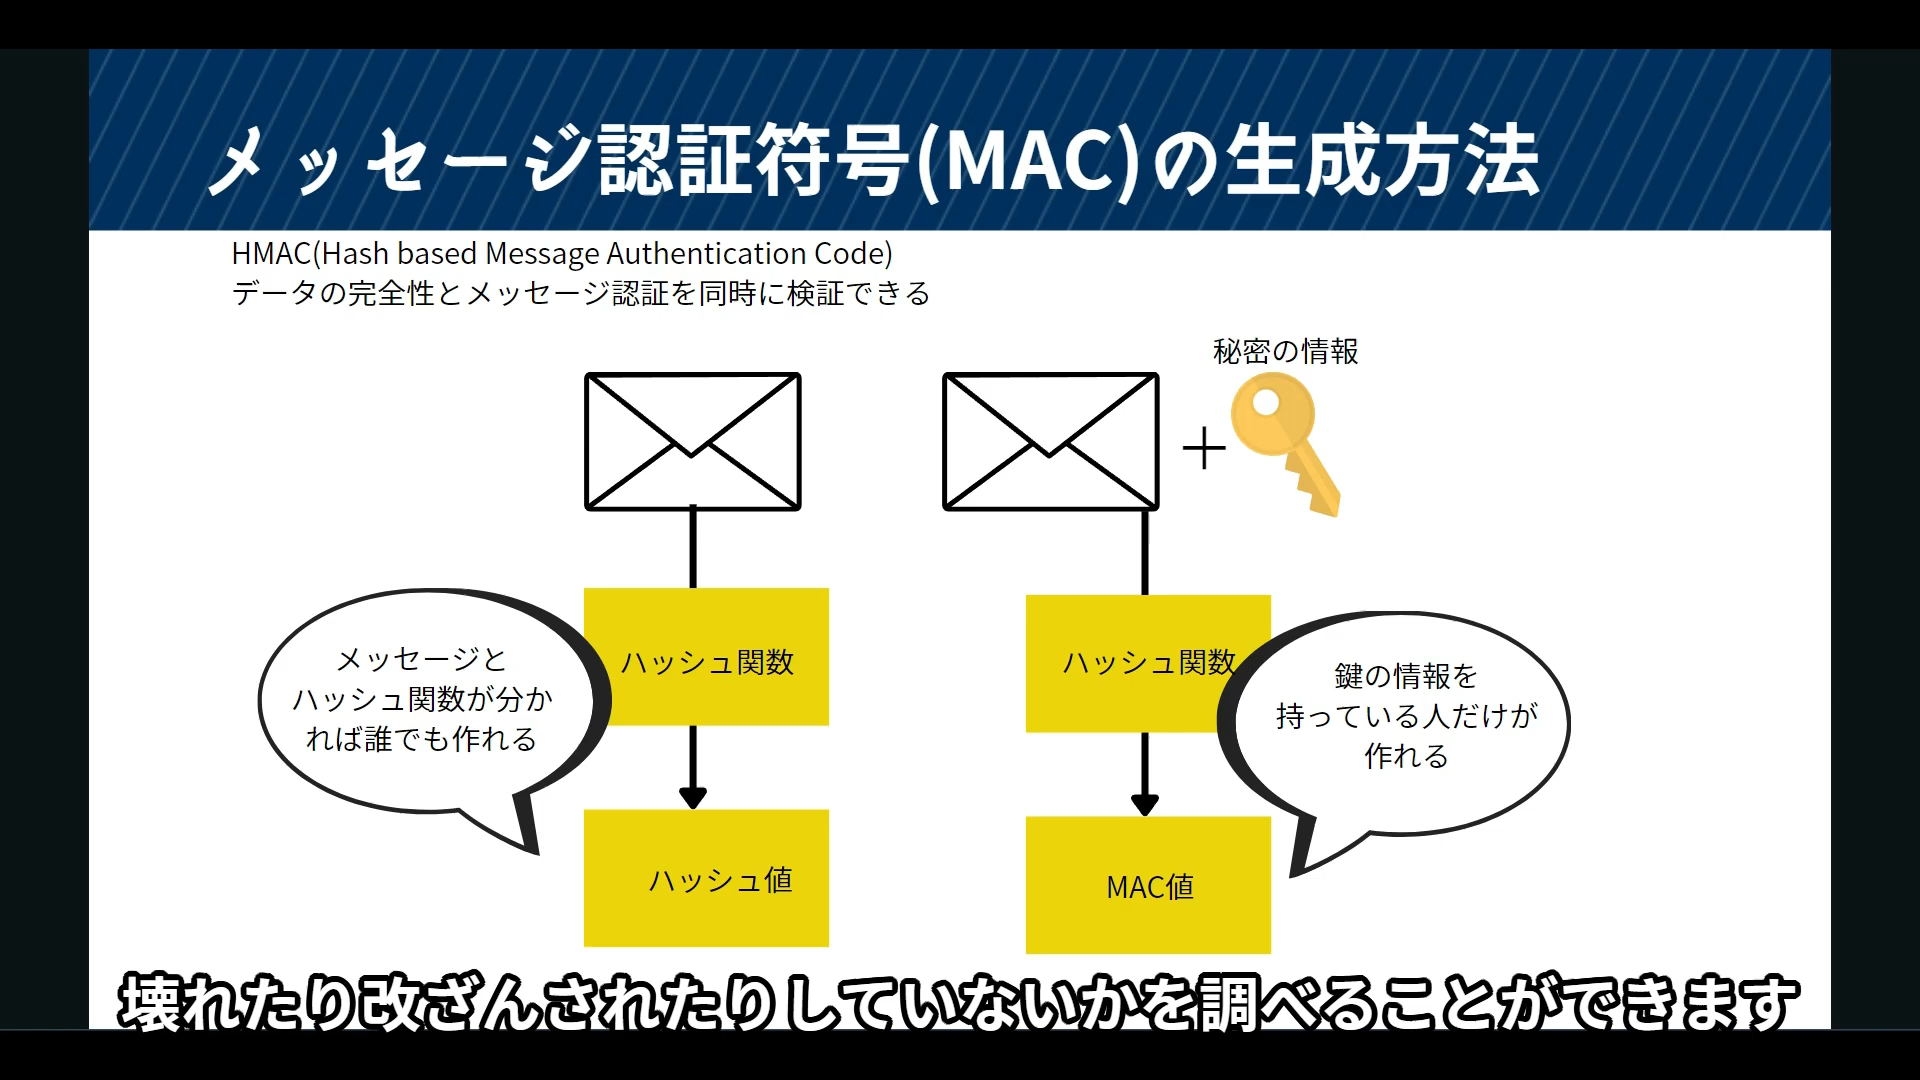 メッセージ認証符号(MAC)の生成方法
HMAC(Hash based Message Authentication Code)
データの完全性とメッセージ認証を同時に検証できる
秘密の情報
+
メッセージと
ハッシュ関数が分か
れば誰でも作れる
ハッシュ関数
ハッシュ値
ハッシュ関数
鍵の情報を
持っている人だけが
作れる
MAC値
壊れたり改ざんされたりしていないかを調べることができます